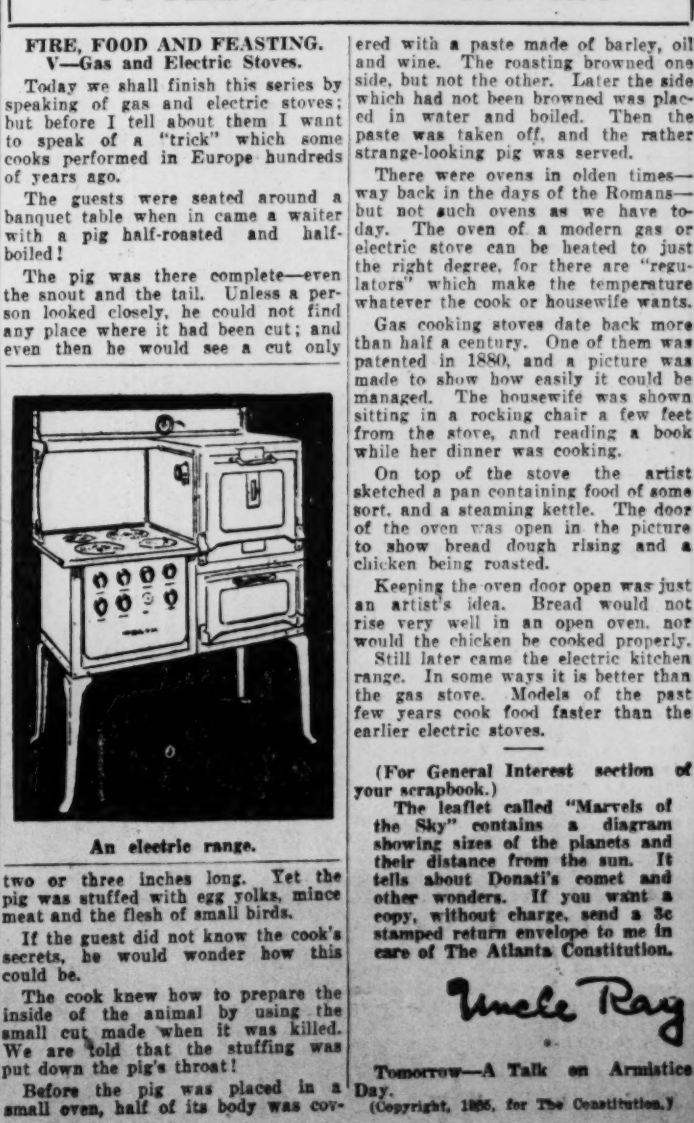 FIRE, FOOD AND FEASTING.
V—Gas and Electric Stoves.
Today we shall finish this series by
speaking of gas and electric stoves;
but before I tell about them I want
to speak of a "trick" which some
cooks performed in Europe hundreds
of years ago.
The guests were seated around a
banquet table when in came a waiter
with a pig half-roasted and half-
boiled!
The pig was there complete—even
the snout and the tail. Unless a per-
son looked closely, he could not find
any place where it had been cut; and
even then he would see a cut only
An electric range.
two or three inches long. Yet the
pig was stuffed with egg yolks, mince
meat and the flesh of small birds.
If the guest did not know the cook's
secrets, he would wonder how this
could be.
The cook knew how to prepare the
inside of the animal by using the
small cut made when it was killed.
We are told that the stuffing was
put down the pig's throat!
Before the pig was placed in a
small oven, half of its body was cov-
ered with a paste made of barley, oil
and wine. The roasting browned one
side, but not the other. Later the side
which had not been browned was plac-
ed in water and boiled. Then the
paste was taken off, and the rather
strange-looking pig was served.
There were ovens in olden times—
way back in the days of the Romans—
but not such ovens as we have to-
day. The oven of a modern gas or
electric stove can be heated to just
the right degree, for there are "regu-
lators" which make the temperature
whatever the cook or housewife wants.
Gas cooking stoves date back more
than half a century. One of them was
patented in 1880, and a picture was
made to show how easily it could be
managed. The housewife was shown
sitting in a rocking chair a few feet
from the stove, and reading a book
while her dinner was cooking.
On top of the stove the artist
sketched a pan containing food of some
sort, and a steaming kettle. The door
of the oven was open in the picture
to show bread dough rising and a
chicken being roasted.
Keeping the oven door open was just
an artist's idea. Bread would not
rise very well in an open oven, nor
would the chicken be cooked properly.
Still later came the electric kitchen
range. In some ways it is better than
the gas stove. Models of the past
few years cook food faster than the
earlier electric stoves.
(For General Interest section of
your scrapbook.)
The leaflet called "Marvels of
the Sky" contains a diagram
showing sizes of the planets and
their distance from the sun. It
tells about Donati's comet and
other wonders. If you want a
copy, without charge, send a 3c
stamped return envelope to me in
care of The Atlanta Constitution.
Uncle Ray
Tomorrow—A Talk on Armistice
Day.
(Copyright, 1935, for The Constitution.)